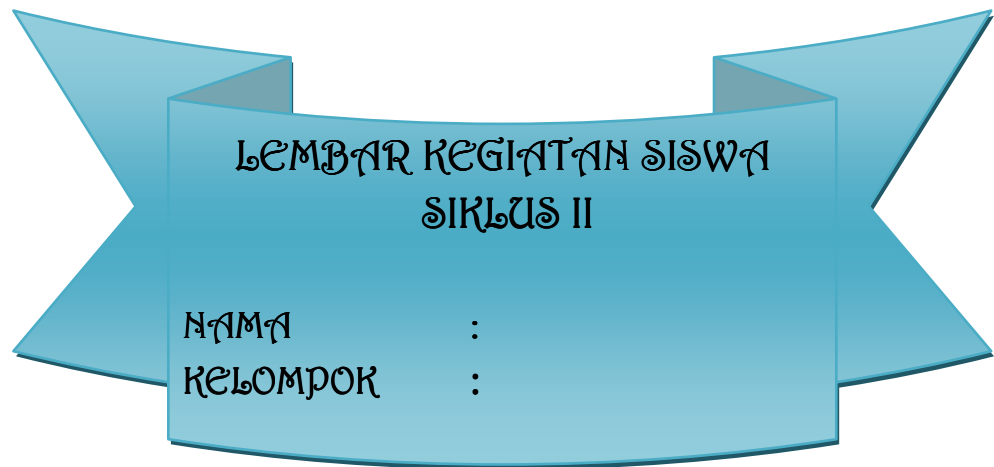 LEMBAR KEGIATAN SISWA
SIKLUS II
NAMA :
KELOMPOK :